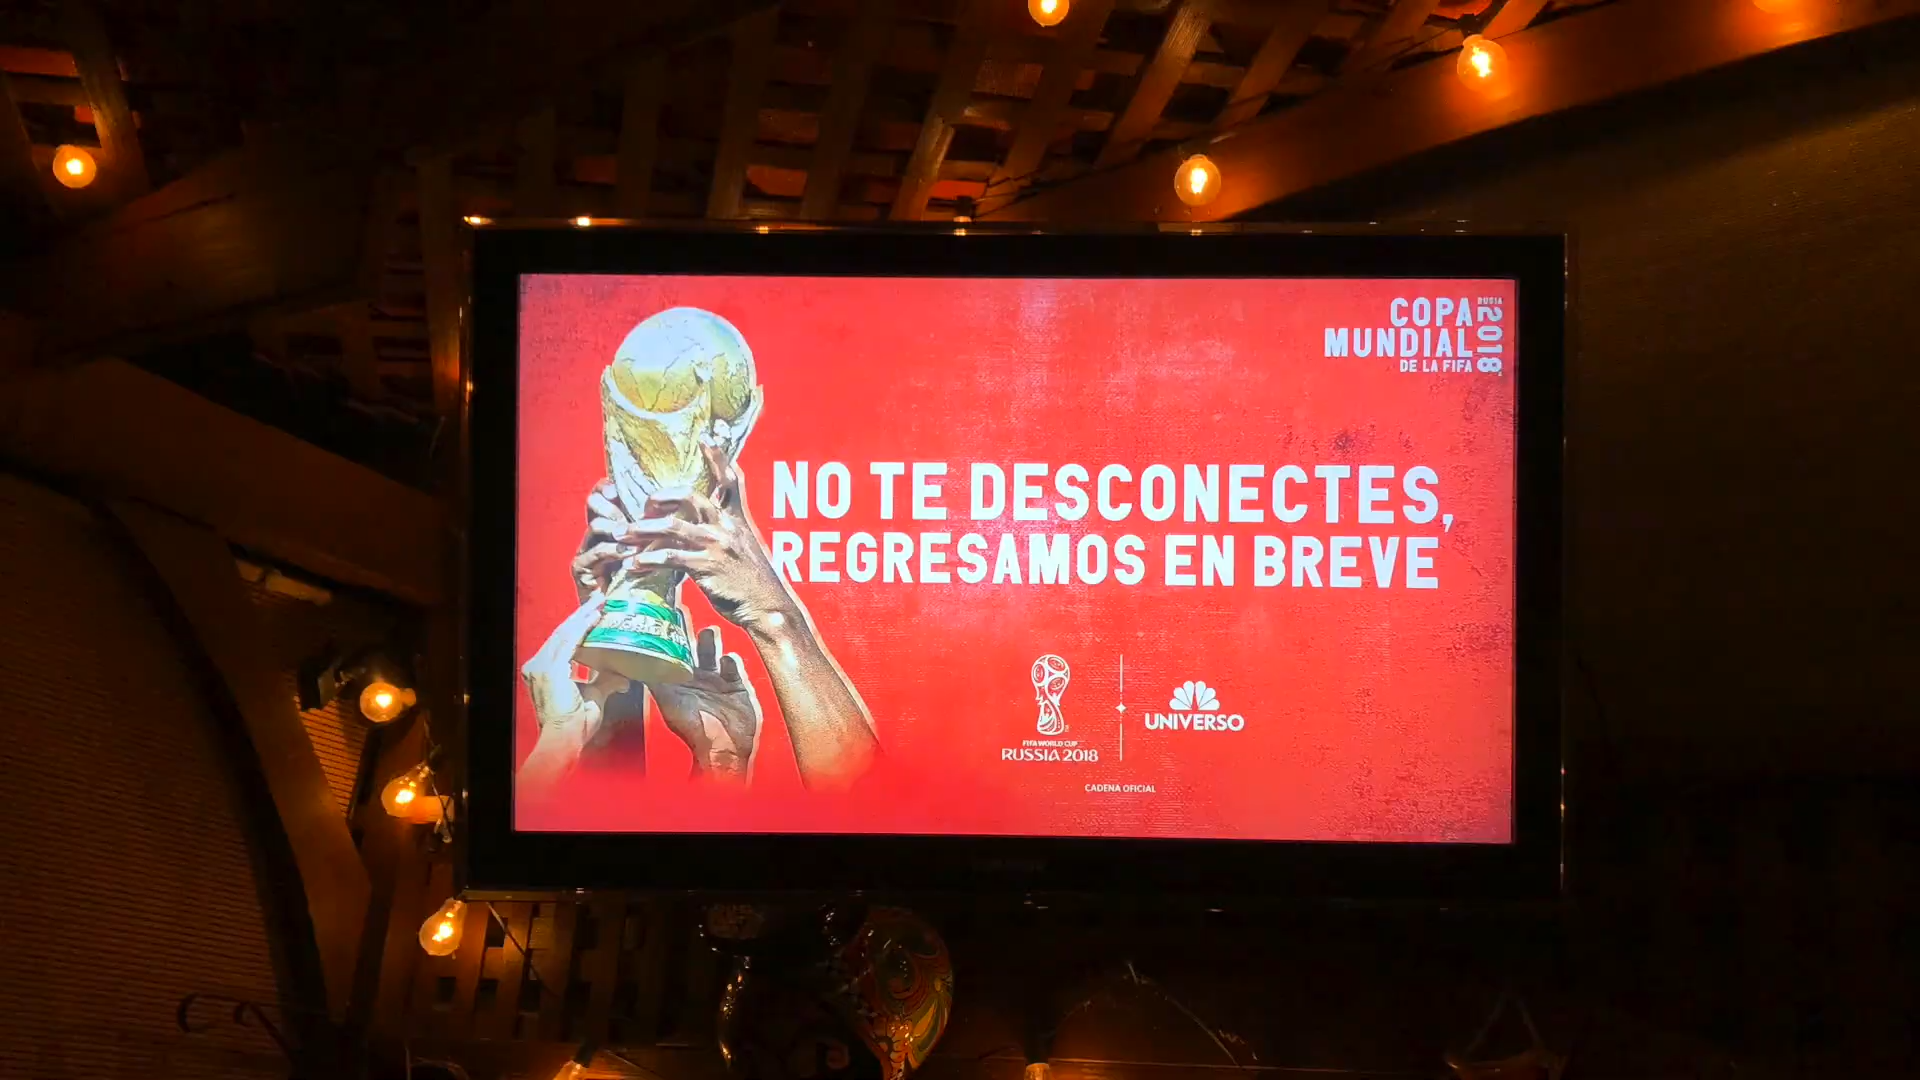 COPA
MUNDIAL
DE LA FIFA
RUSIA
2018
NO TE DESCONECTES,
REGRESAMOS EN BREVE
FIFA WORLD CUP
RUSSIA 2018
UNIVERSO
CADENA OFICIAL